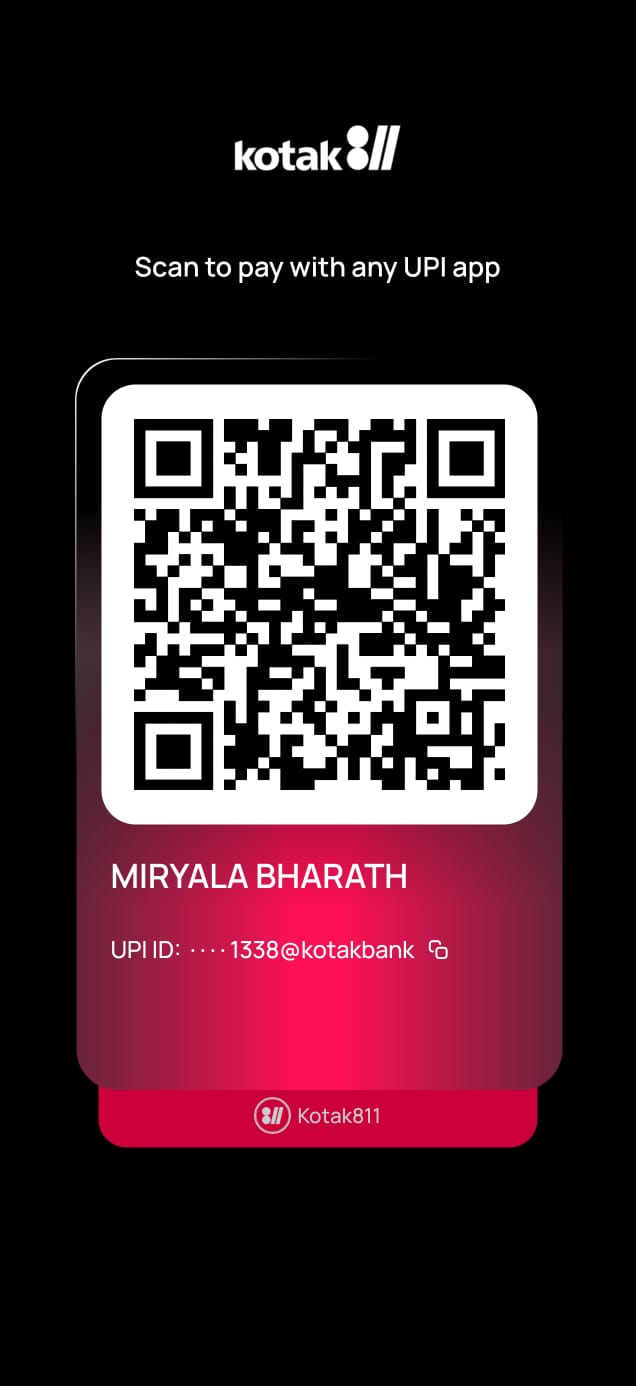 kotak811
Scan to pay with any UPI app
MIRYALA BHARATH
UPI ID: ····1338@kotakbank
Kotak811